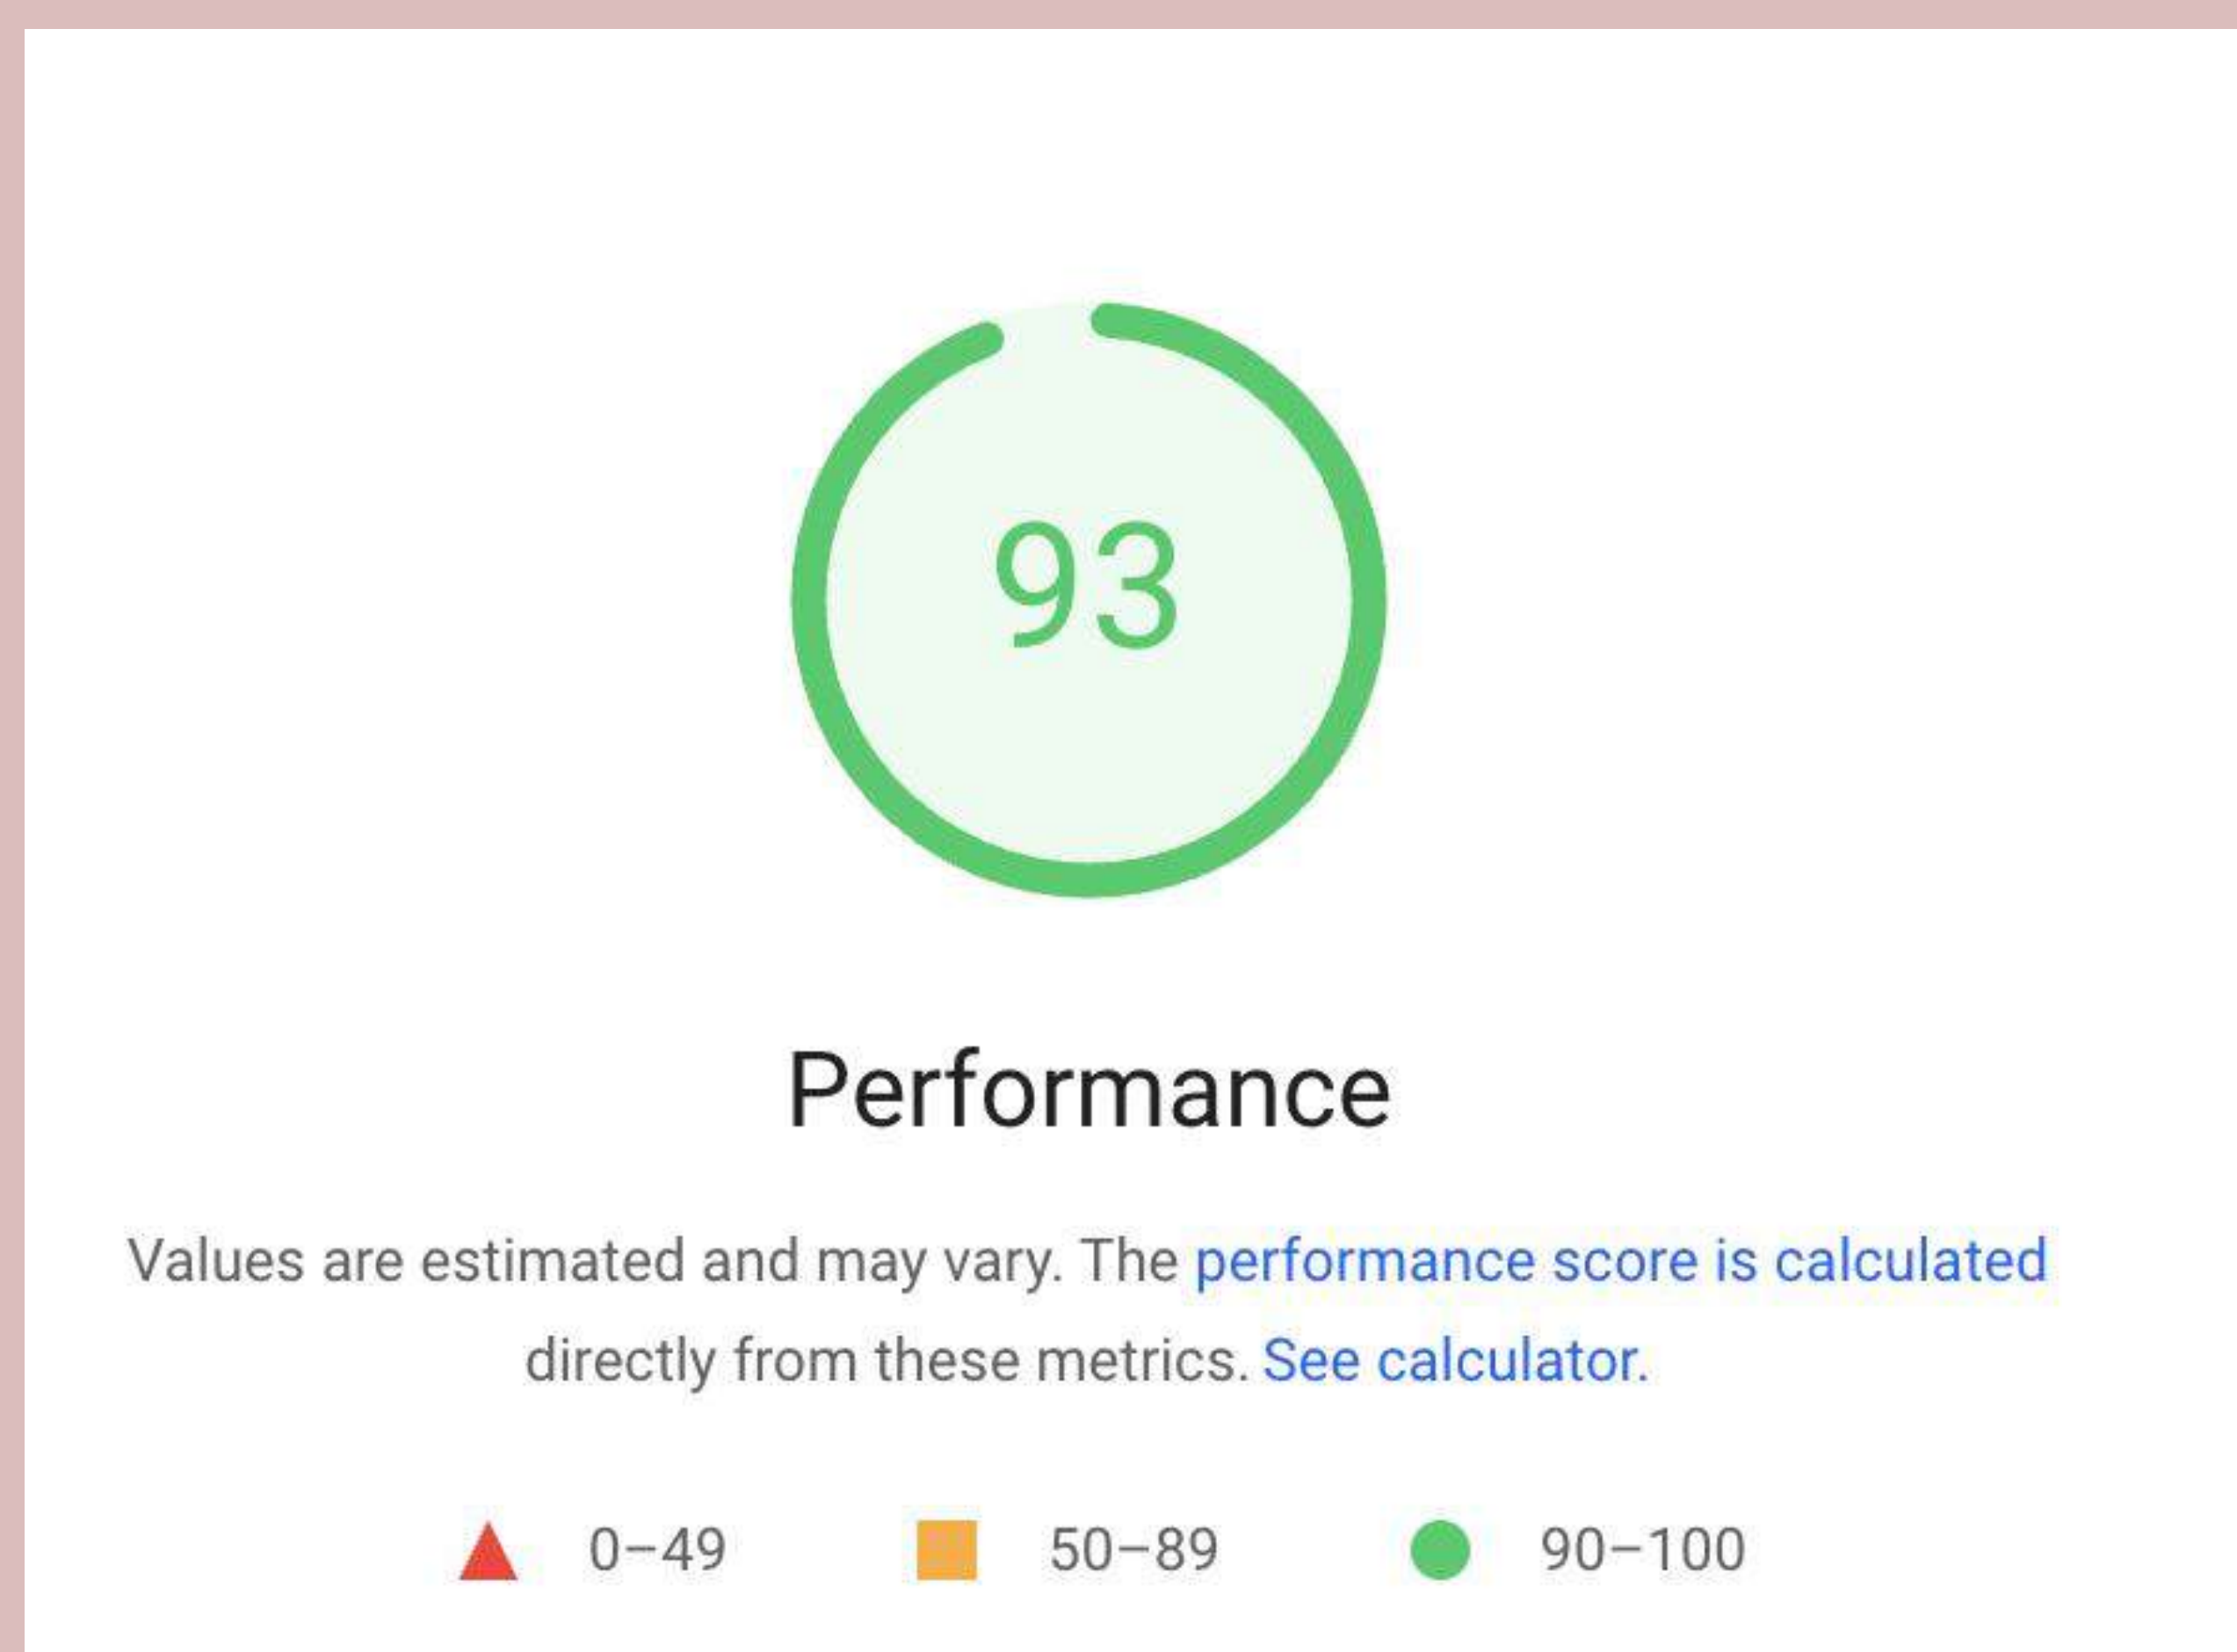 93
Performance
Values are estimated and may vary. The performance score is calculated
directly from these metrics. See calculator.
0–49 50–89 90–100